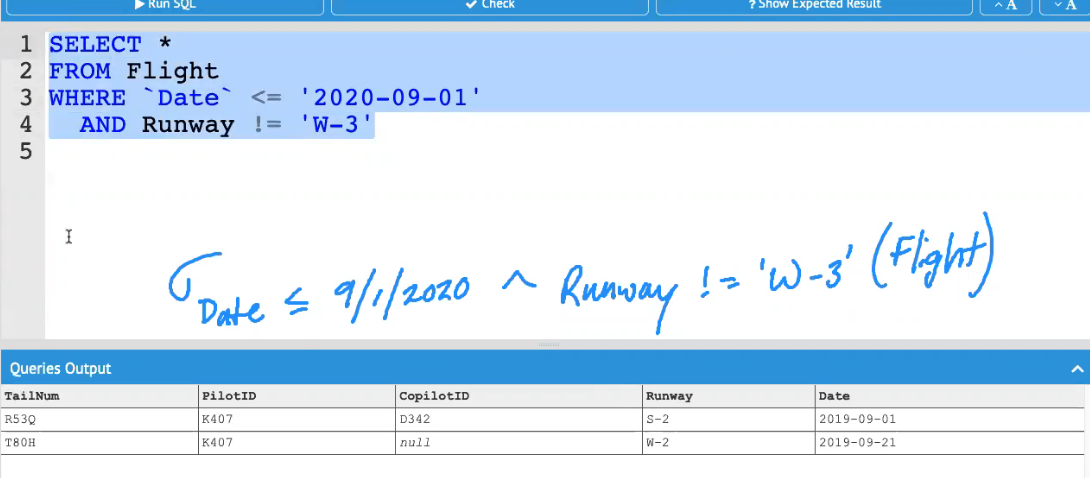 ▶ Run SQL ✔ Check ? Show Expected Result ^ A ˅ A
1 SELECT *
2 FROM Flight
3 WHERE `Date` <= '2020-09-01'
4 AND Runway != 'W-3'
5
σ Date ≤ 9/1/2020 ^ Runway != 'W-3' (Flight)
Queries Output
TailNum PilotID CopilotID Runway Date
R53Q K407 D342 S-2 2019-09-01
T80H K407 null W-2 2019-09-21